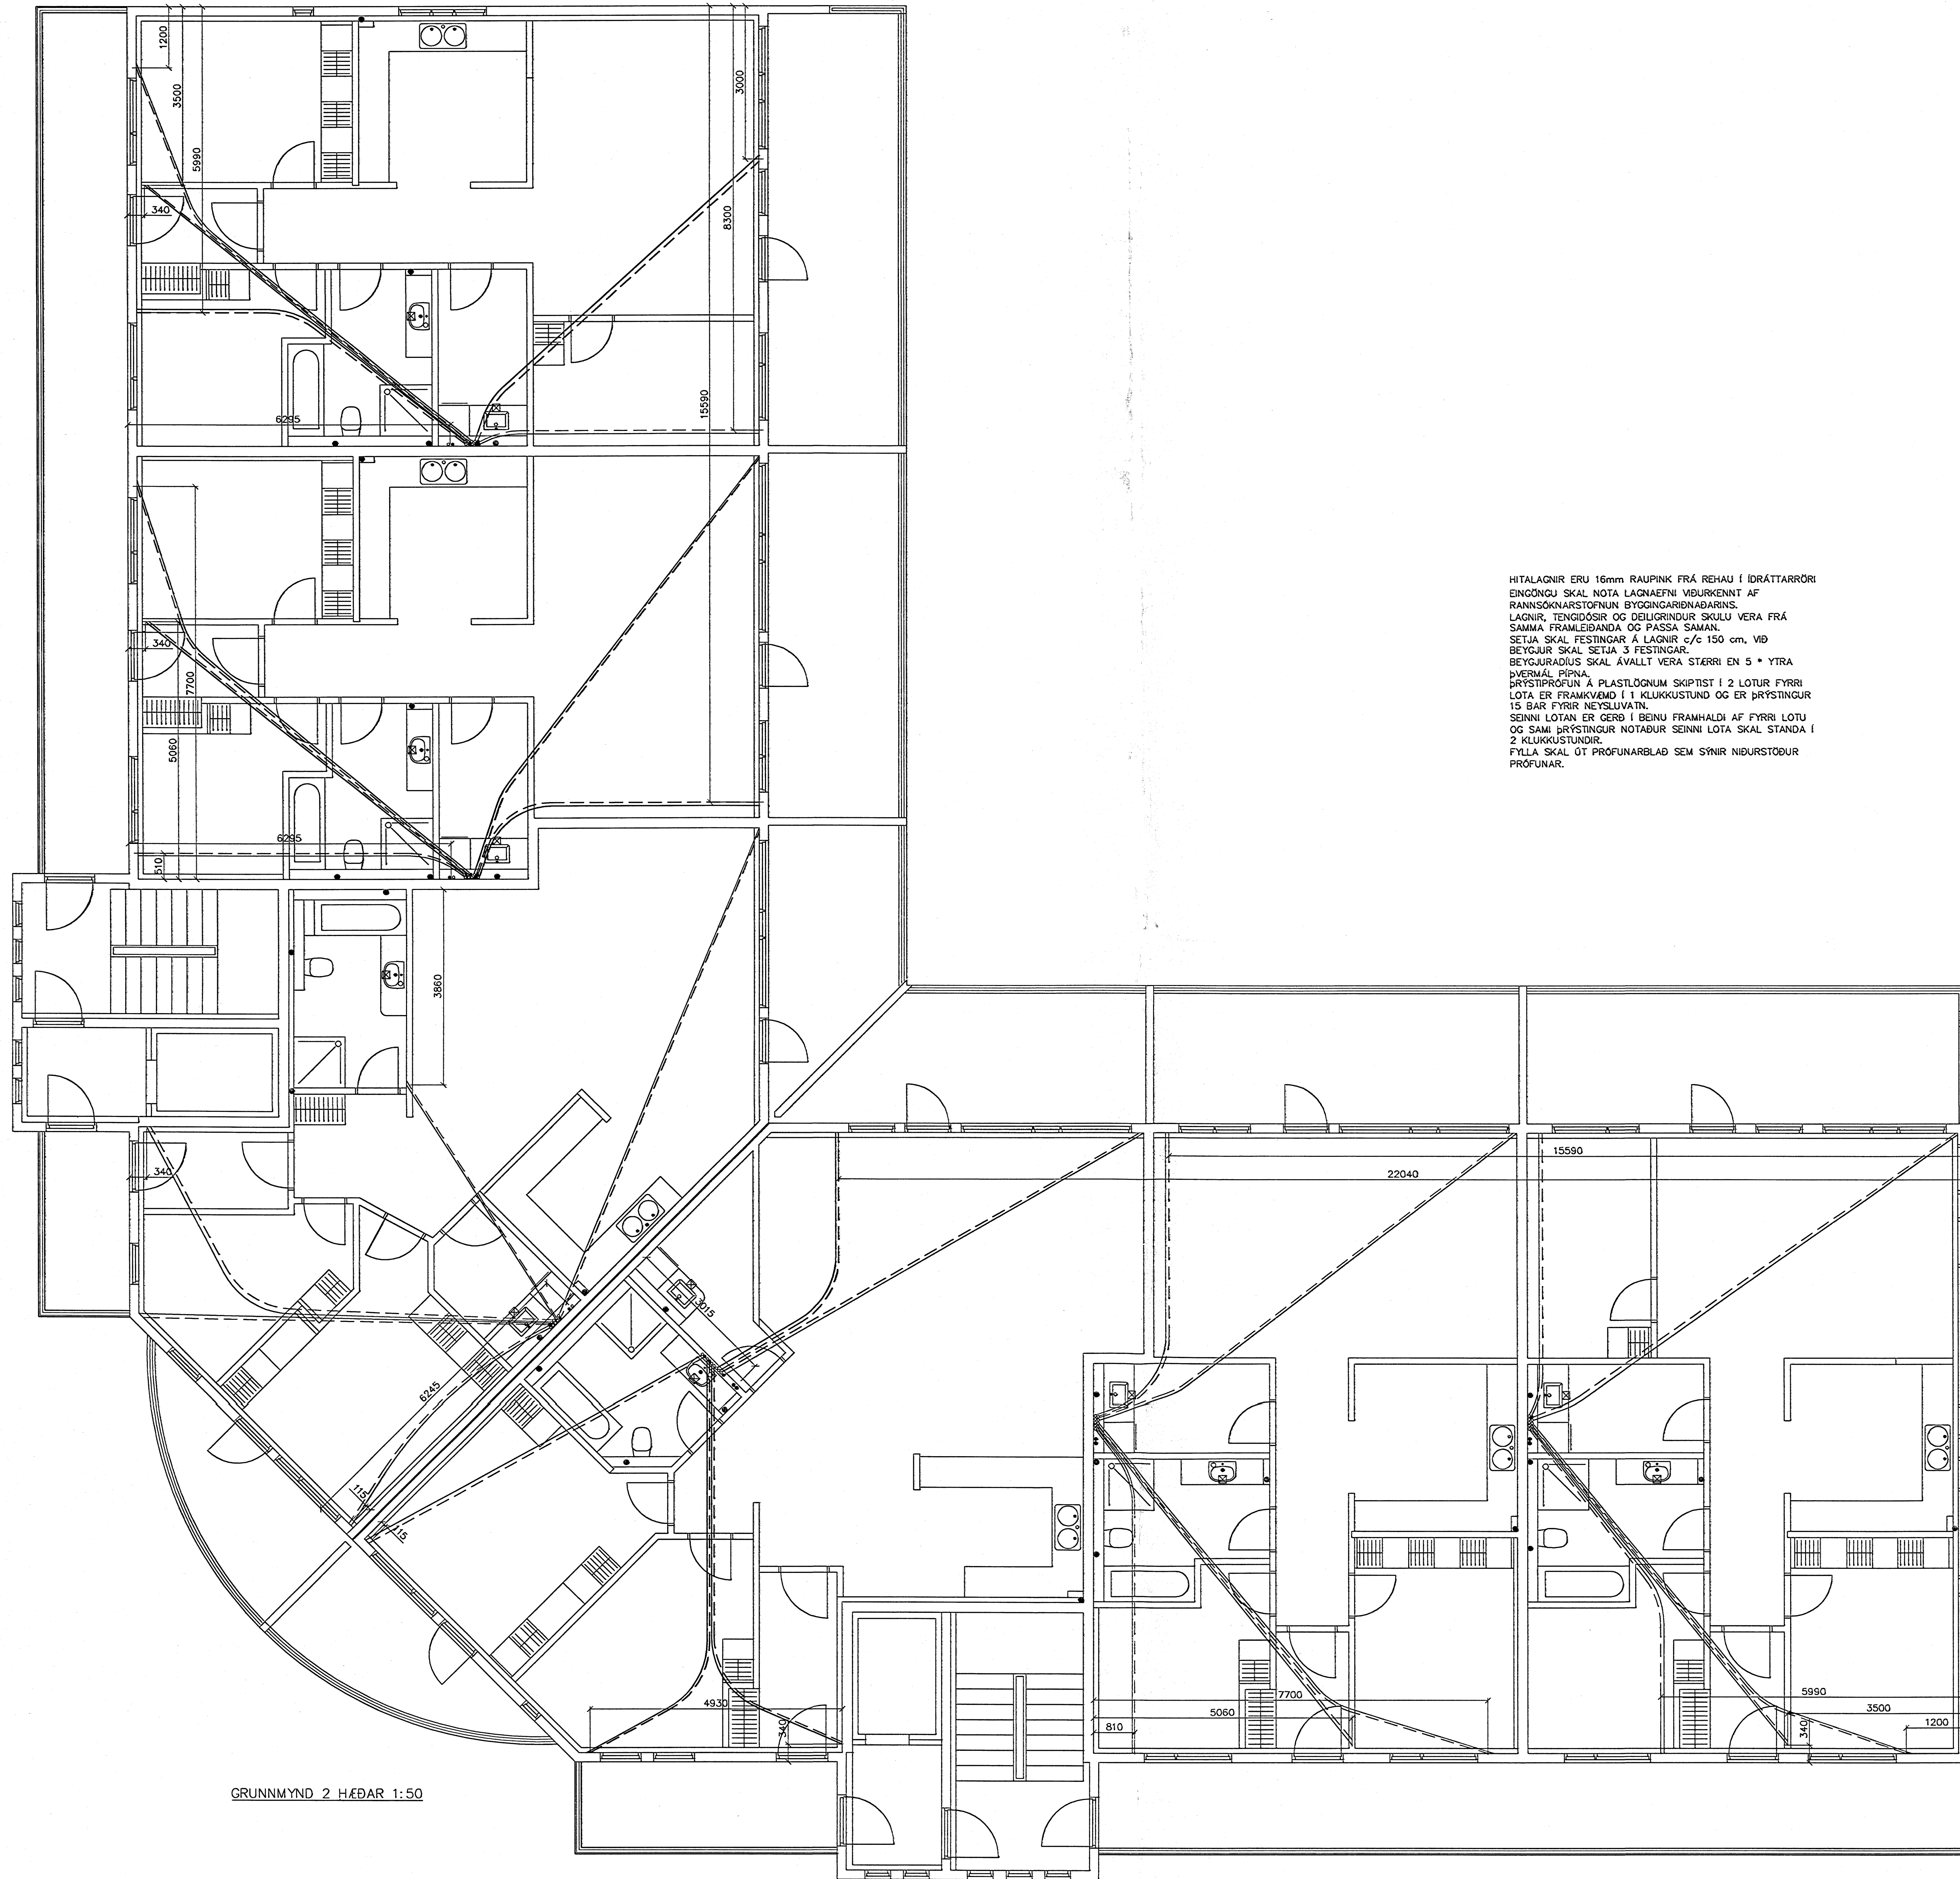 1200
3500
5990
340
3000
8300
15590
6295
340
7700
5060
6295
510
3860
340
HITALAGNIR ERU 16mm RAUPINK FRÁ REHAU Í ÍDRÁTTARRÖRI
EINGÖNGU SKAL NOTA LAGNAEFNI VIÐURKENNT AF
RANNSÓKNARSTOFNUN BYGGINGARIÐNAÐARINS.
LAGNIR, TENGIDÓSIR OG DEILIGRINDUR SKULU VERA FRÁ
SAMMA FRAMLEIÐANDA OG PASSA SAMAN.
SETJA SKAL FESTINGAR Á LAGNIR c/c 150 cm, VIÐ
BEYGJUR SKAL SETJA 3 FESTINGAR.
BEYGJURADÍUS SKAL ÁVALLT VERA STÆRRI EN 5 * YTRA
ÞVERMÁL PÍPNA.
ÞRÝSTIPRÓFUN Á PLASTLÖGNUM SKIPTIST Í 2 LOTUR FYRRI
LOTA ER FRAMKVÆMD Í 1 KLUKKUSTUND OG ER ÞRÝSTINGUR
15 BAR FYRIR NEYSLUVATN.
SEINNI LOTAN ER GERÐ Í BEINU FRAMHALDI AF FYRRI LOTU
OG SAMI ÞRÝSTINGUR NOTAÐUR SEINNI LOTA SKAL STANDA Í
2 KLUKKUSTUNDIR.
FYLLA SKAL ÚT PRÓFUNARBLAÐ SEM SÝNIR NIÐURSTÖÐUR
PRÓFUNAR.
15590
22040
3015
6245
115
115
4930
340
7700
5060
810
5990
3500
1200
340
GRUNNMYND 2 HÆÐAR 1:50